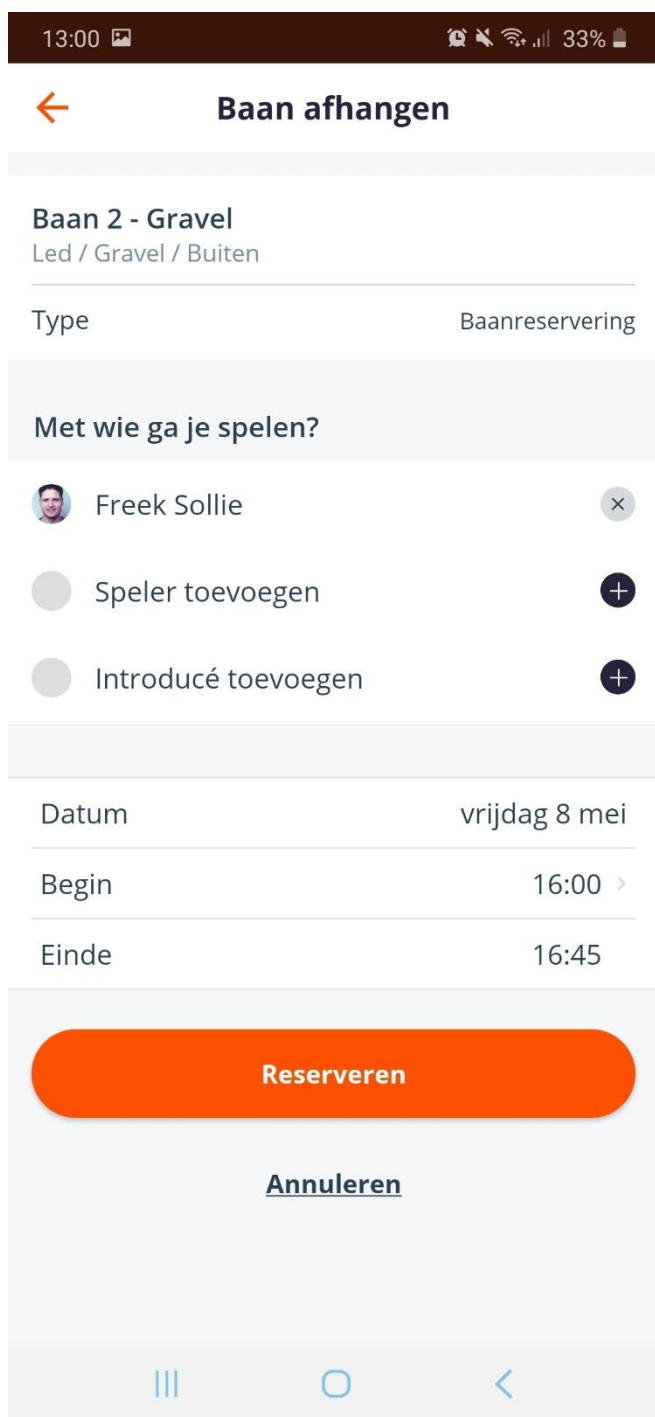 13:00 33%
Baan afhangen
Baan 2 - Gravel
Led / Gravel / Buiten
Type Baanreservering
Met wie ga je spelen?
Freek Sollie
Speler toevoegen
Introducé toevoegen
Datum vrijdag 8 mei
Begin 16:00
Einde 16:45
Reserveren
Annuleren